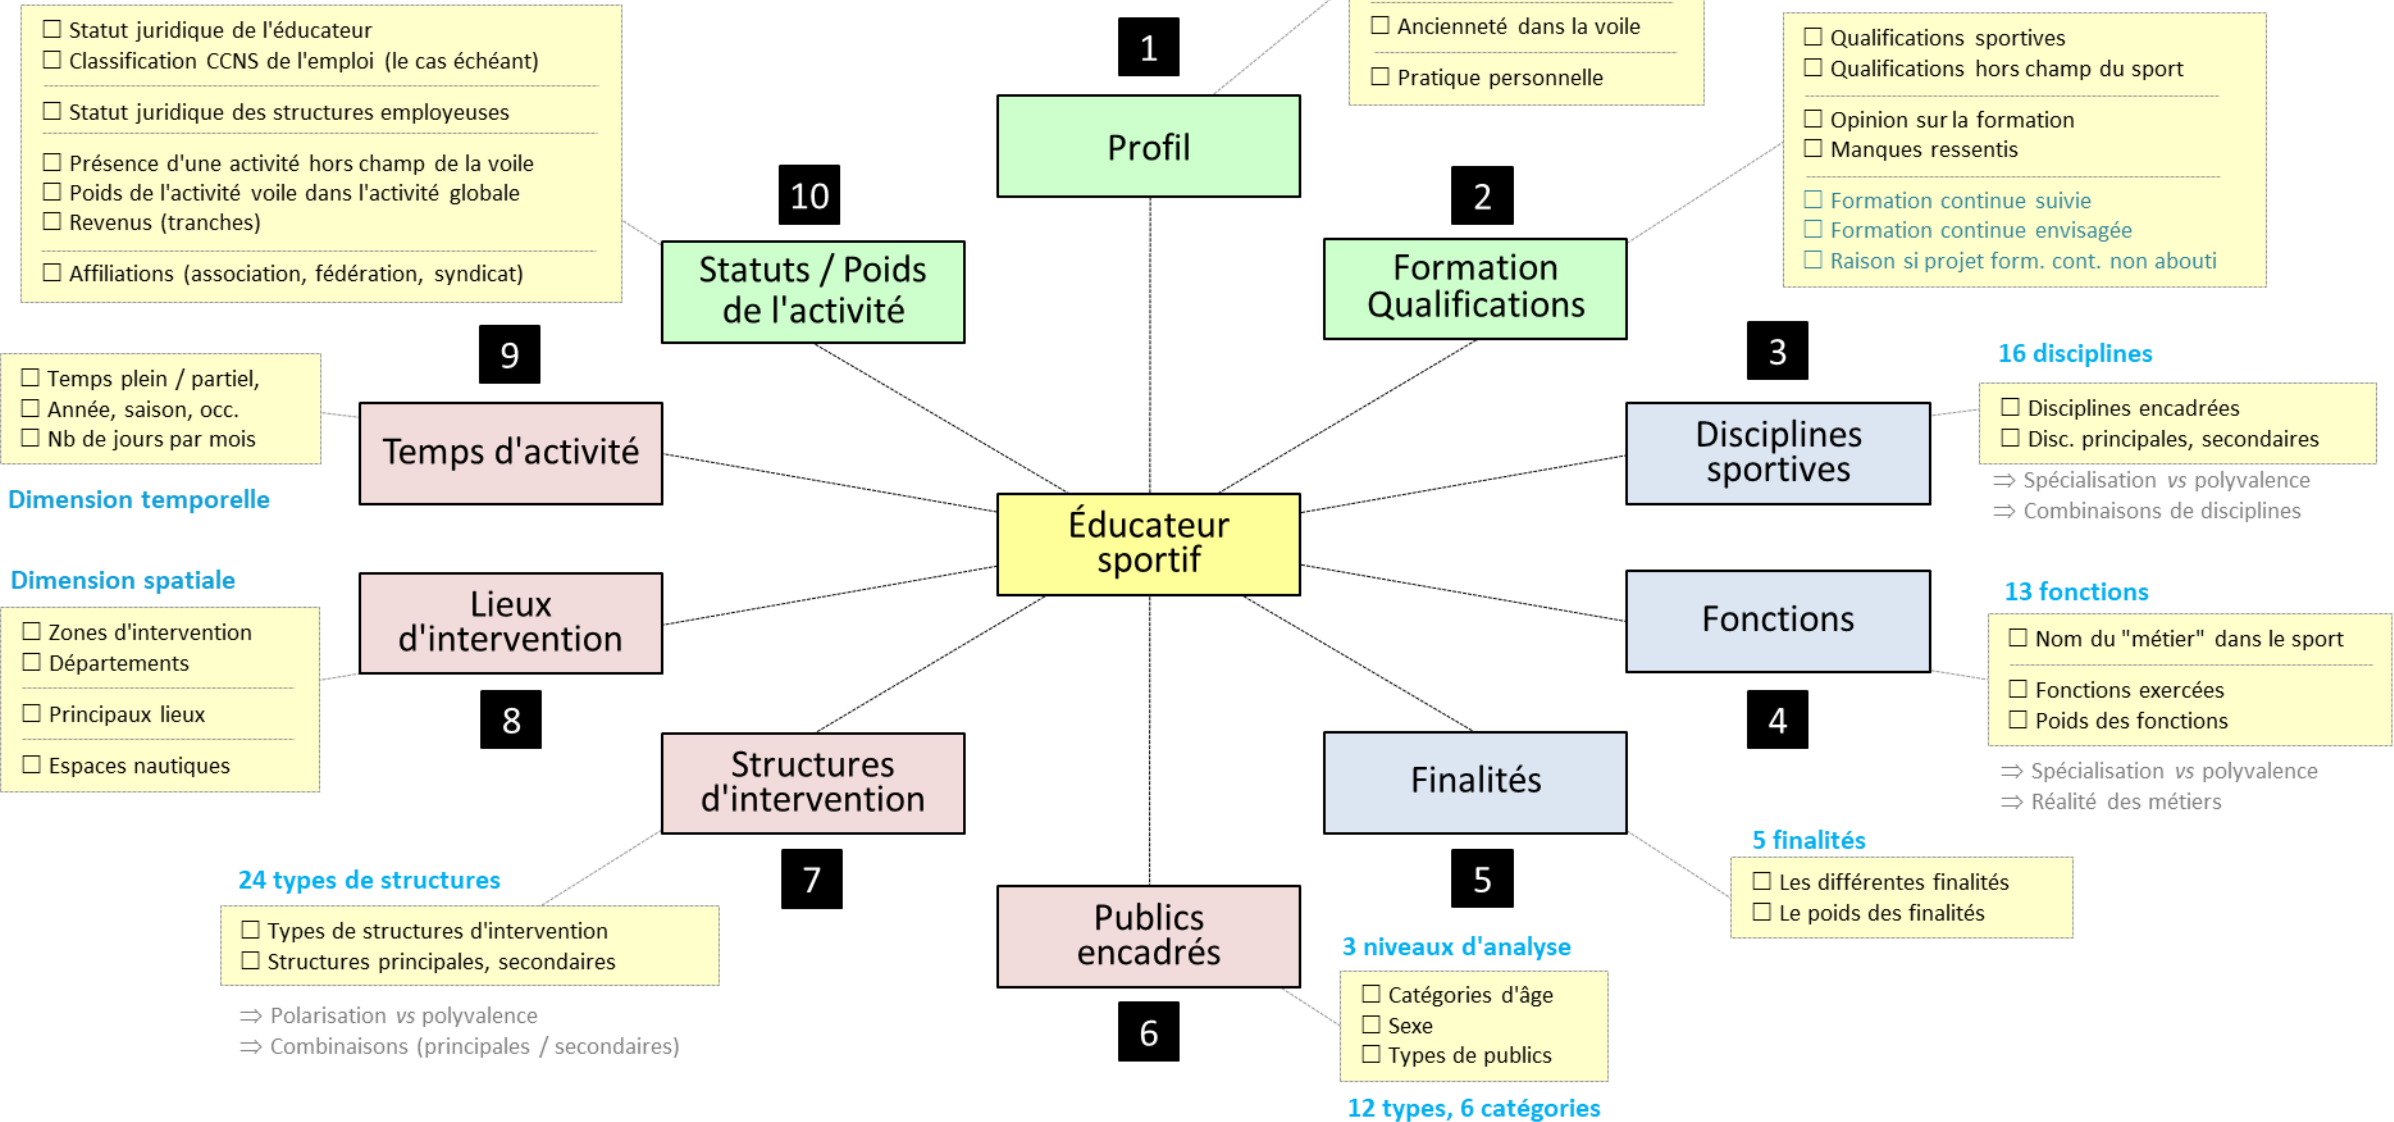 ☐ Statut juridique de l'éducateur
☐ Classification CCNS de l'emploi (le cas échéant)
☐ Statut juridique des structures employeuses
☐ Présence d'une activité hors champ de la voile
☐ Poids de l'activité voile dans l'activité globale
☐ Revenus (tranches)
☐ Affiliations (association, fédération, syndicat)
1
Profil
☐ Ancienneté dans la voile
☐ Pratique personnelle
☐ Qualifications sportives
☐ Qualifications hors champ du sport
☐ Opinion sur la formation
☐ Manques ressentis
☐ Formation continue suivie
☐ Formation continue envisagée
☐ Raison si projet form. cont. non abouti
10
Statuts / Poids
de l'activité
2
Formation
Qualifications
9
☐ Temps plein / partiel,
☐ Année, saison, occ.
☐ Nb de jours par mois
Temps d'activité
Dimension temporelle
3
Disciplines
sportives
16 disciplines
☐ Disciplines encadrées
☐ Disc. principales, secondaires
⇒ Spécialisation vs polyvalence
⇒ Combinaisons de disciplines
Éducateur
sportif
Dimension spatiale
☐ Zones d'intervention
☐ Départements
☐ Principaux lieux
☐ Espaces nautiques
Lieux
d'intervention
8
Fonctions
4
13 fonctions
☐ Nom du "métier" dans le sport
☐ Fonctions exercées
☐ Poids des fonctions
⇒ Spécialisation vs polyvalence
⇒ Réalité des métiers
Structures
d'intervention
7
24 types de structures
☐ Types de structures d'intervention
☐ Structures principales, secondaires
⇒ Polarisation vs polyvalence
⇒ Combinaisons (principales / secondaires)
Finalités
5
5 finalités
☐ Les différentes finalités
☐ Le poids des finalités
Publics
encadrés
6
3 niveaux d'analyse
☐ Catégories d'âge
☐ Sexe
☐ Types de publics
12 types, 6 catégories